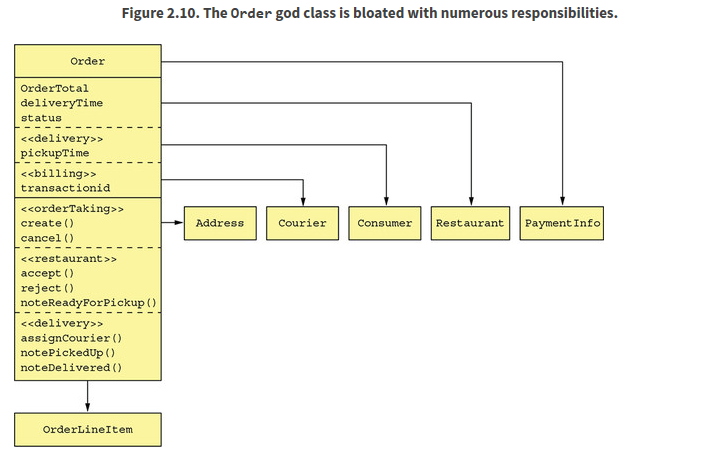 Figure 2.10. The Order god class is bloated with numerous responsibilities.
Order
OrderTotal
deliveryTime
status
<<delivery>>
pickupTime
<<billing>>
transactionid
<<orderTaking>>
create()
cancel()
<<restaurant>>
accept()
reject()
noteReadyForPickup()
<<delivery>>
assignCourier()
notePickedUp()
noteDelivered()
Address
Courier
Consumer
Restaurant
PaymentInfo
OrderLineItem